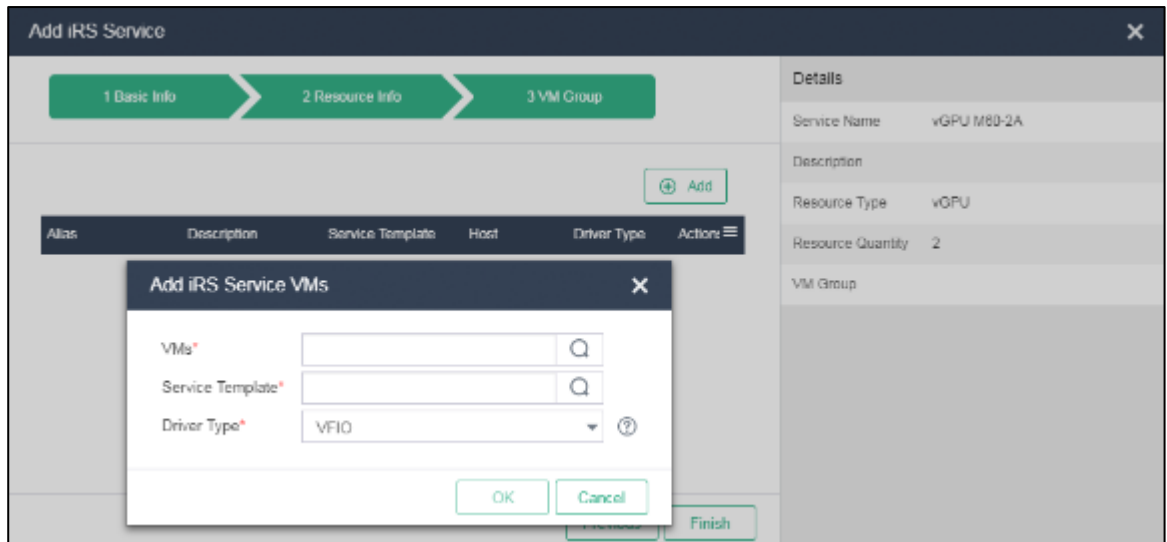 Add iRS Service
1 Basic Info 2 Resource Info 3 VM Group
Add
Alias Description Service Template Host Driver Type Actions
Add iRS Service VMs
VMs*
Service Template*
Driver Type* VFIO
OK Cancel
Previous Finish
Details
Service Name vGPU M60-2A
Description
Resource Type vGPU
Resource Quantity 2
VM Group